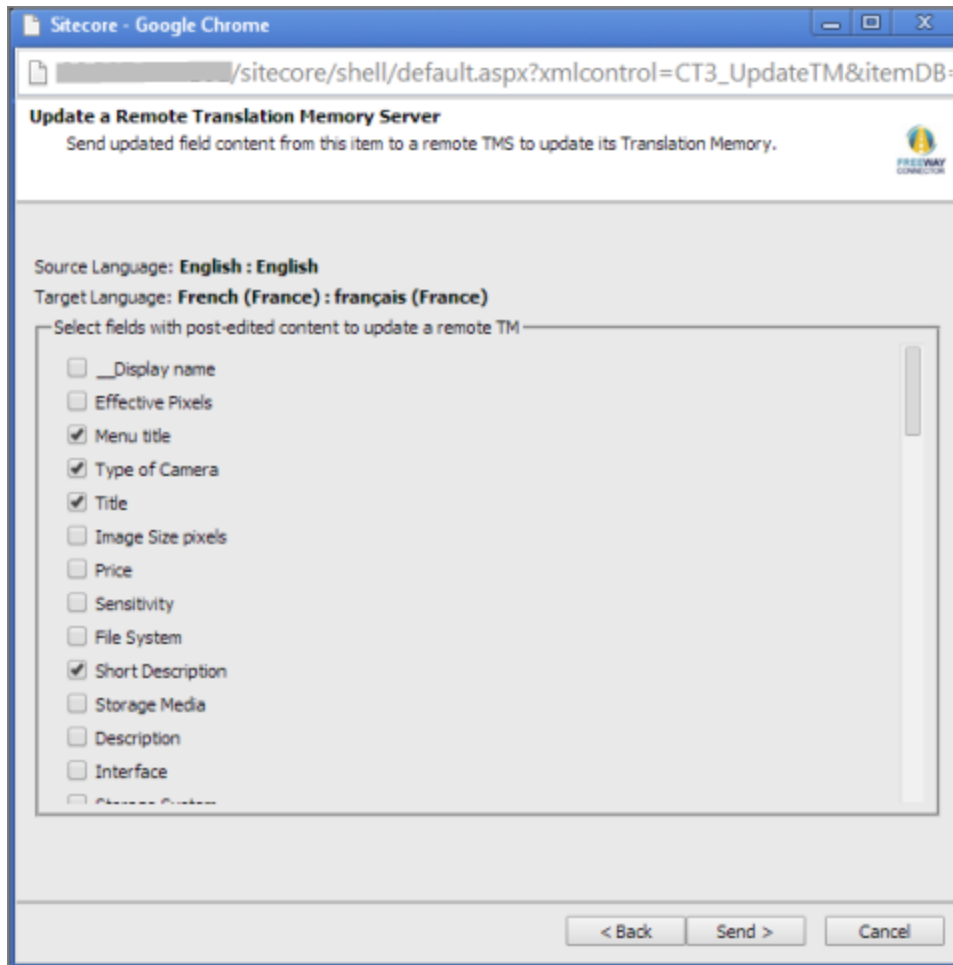 Sitecore - Google Chrome
/sitecore/shell/default.aspx?xmlcontrol=CT3_UpdateTM&itemDB=
Update a Remote Translation Memory Server
Send updated field content from this item to a remote TMS to update its Translation Memory.
FREEWAY
CONNECTOR
Source Language: English : English
Target Language: French (France) : français (France)
Select fields with post-edited content to update a remote TM
__Display name
Effective Pixels
Menu title
Type of Camera
Title
Image Size pixels
Price
Sensitivity
File System
Short Description
Storage Media
Description
Interface
Storage System
< Back
Send >
Cancel